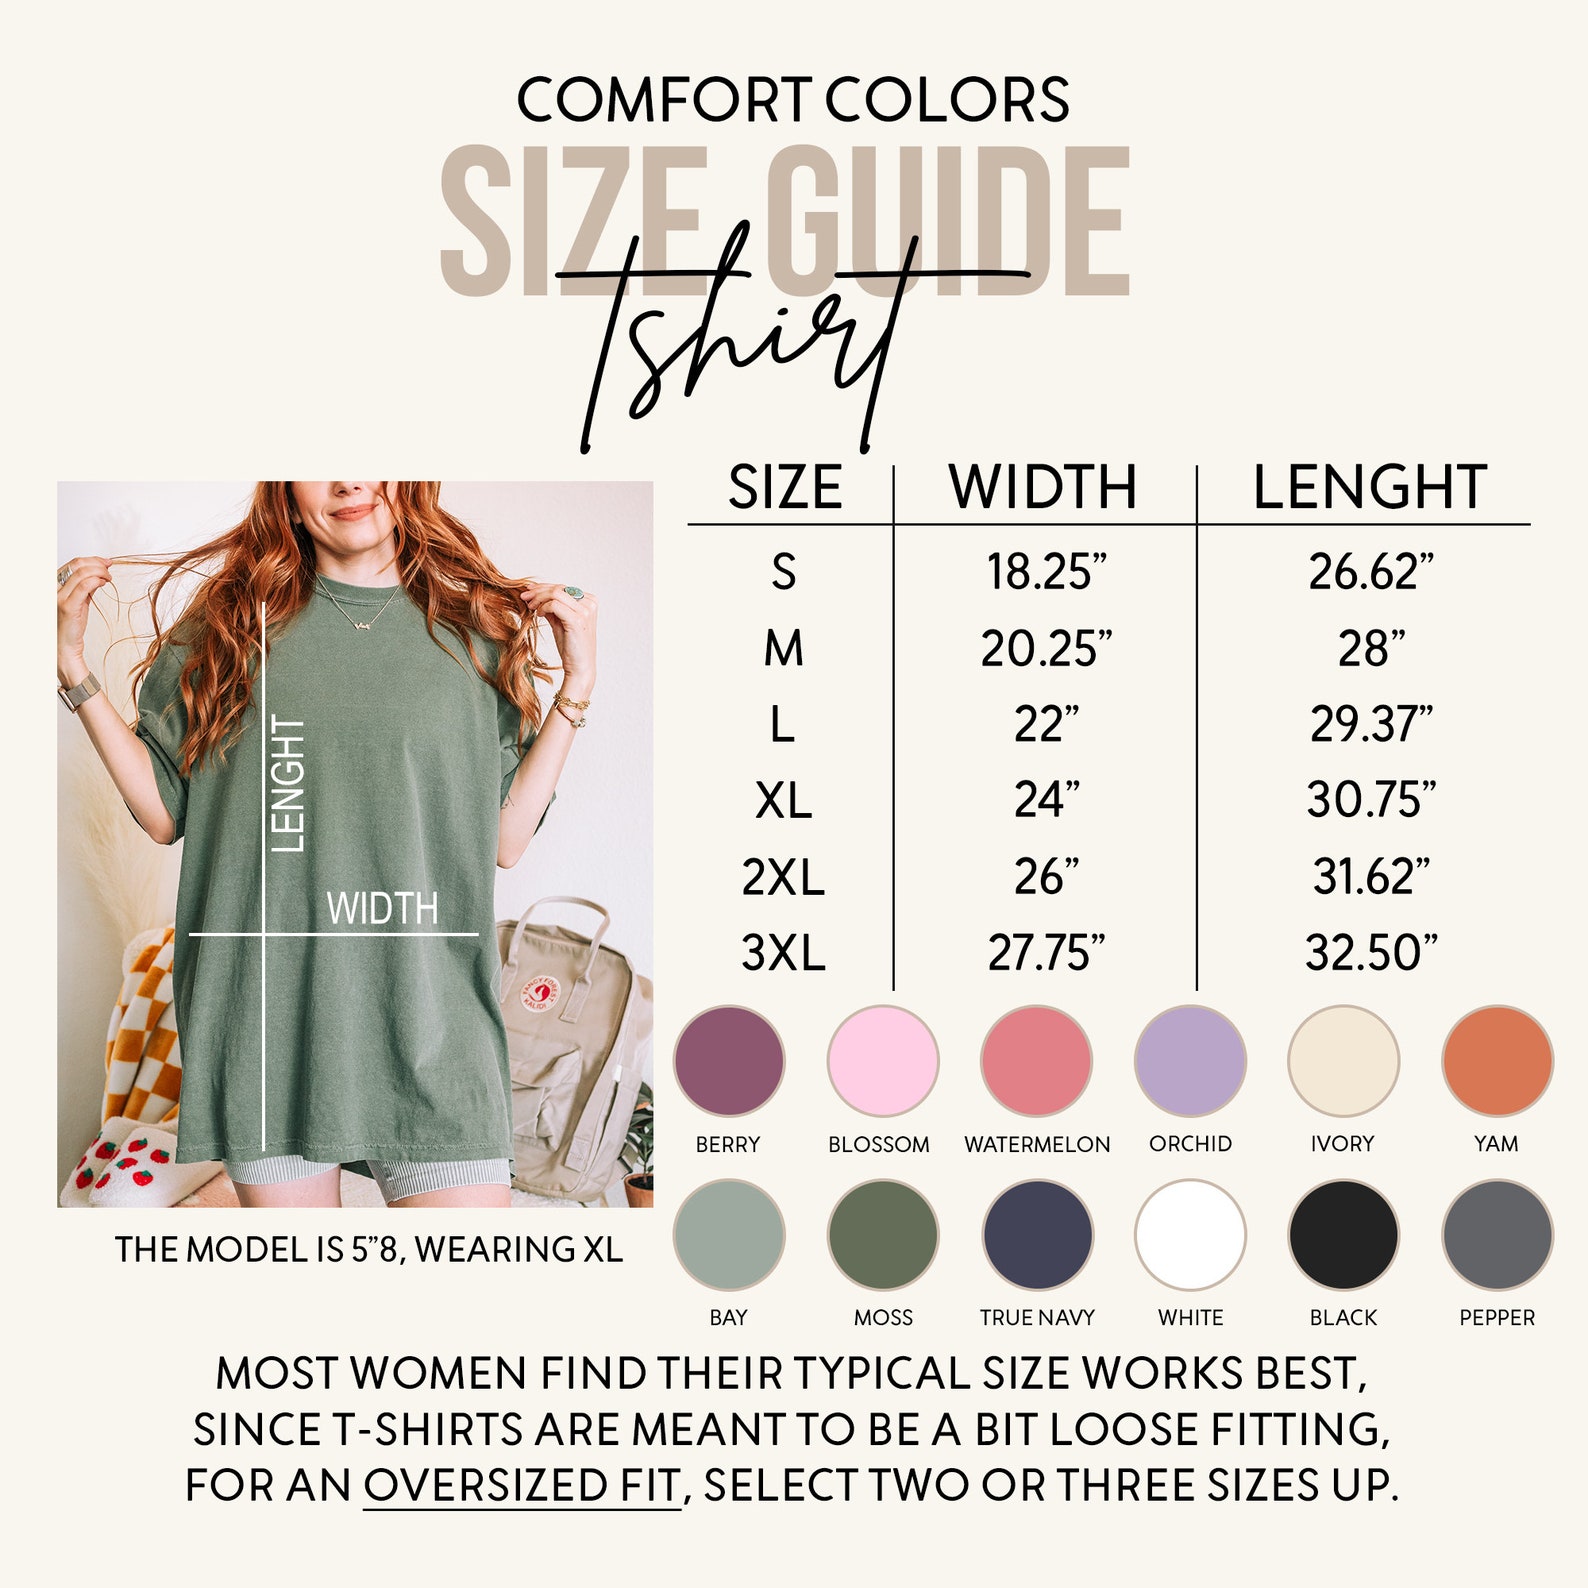 COMFORT COLORS
SIZE GUIDE
tshirt
SIZE WIDTH LENGHT
S 18.25” 26.62”
M 20.25” 28”
L 22” 29.37”
XL 24” 30.75”
2XL 26” 31.62”
3XL 27.75” 32.50”
LENGHT
WIDTH
FANCY FOREST
KALIDI
BERRY BLOSSOM WATERMELON ORCHID IVORY YAM
BAY MOSS TRUE NAVY WHITE BLACK PEPPER
THE MODEL IS 5”8, WEARING XL
MOST WOMEN FIND THEIR TYPICAL SIZE WORKS BEST,
SINCE T-SHIRTS ARE MEANT TO BE A BIT LOOSE FITTING,
FOR AN OVERSIZED FIT, SELECT TWO OR THREE SIZES UP.